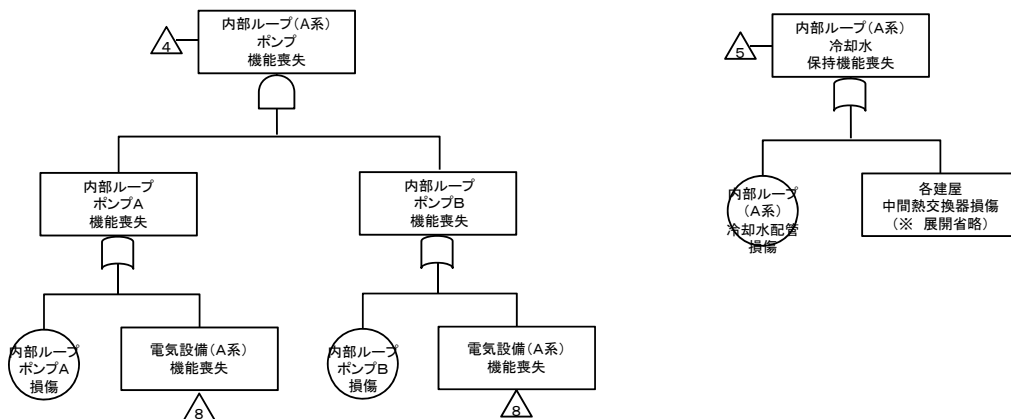 4
内部ループ(A系)
ポンプ
機能喪失
内部ループ
ポンプA
機能喪失
内部ループ
ポンプB
機能喪失
内部ループ
ポンプA
損傷
電気設備(A系)
機能喪失
8
内部ループ
ポンプB
損傷
電気設備(A系)
機能喪失
8
5
内部ループ(A系)
冷却水
保持機能喪失
内部ループ
(A系)
冷却水配管
損傷
各建屋
中間熱交換器損傷
(※ 展開省略)